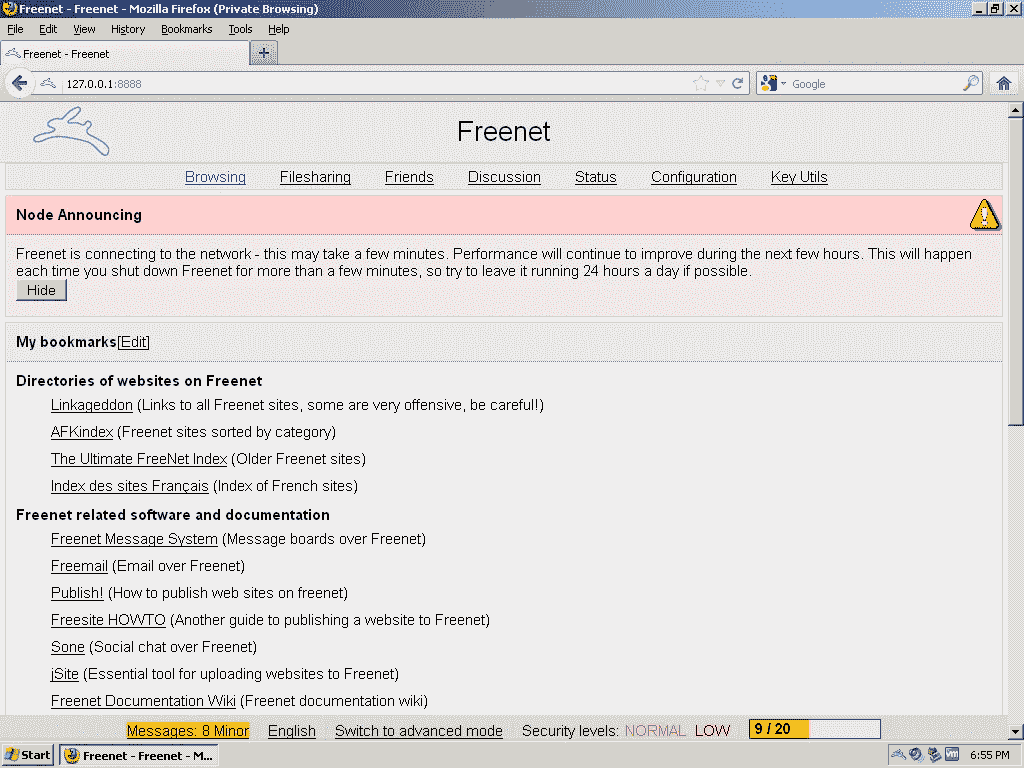 Freenet - Freenet - Mozilla Firefox (Private Browsing)
File Edit View History Bookmarks Tools Help
Freenet - Freenet
127.0.0.1:8888
Google
Freenet
Browsing Filesharing Friends Discussion Status Configuration Key Utils
Node Announcing
Freenet is connecting to the network - this may take a few minutes. Performance will continue to improve during the next few hours. This will happen
each time you shut down Freenet for more than a few minutes, so try to leave it running 24 hours a day if possible.
Hide
My bookmarks[Edit]
Directories of websites on Freenet
Linkageddon (Links to all Freenet sites, some are very offensive, be careful!)
AFKindex (Freenet sites sorted by category)
The Ultimate FreeNet Index (Older Freenet sites)
Index des sites Français (Index of French sites)
Freenet related software and documentation
Freenet Message System (Message boards over Freenet)
Freemail (Email over Freenet)
Publish! (How to publish web sites on freenet)
Freesite HOWTO (Another guide to publishing a website to Freenet)
Sone (Social chat over Freenet)
jSite (Essential tool for uploading websites to Freenet)
Freenet Documentation Wiki (Freenet documentation wiki)
Messages: 8 Minor English Switch to advanced mode Security levels: NORMAL LOW 9 / 20
Start Freenet - Freenet - M... 6:55 PM